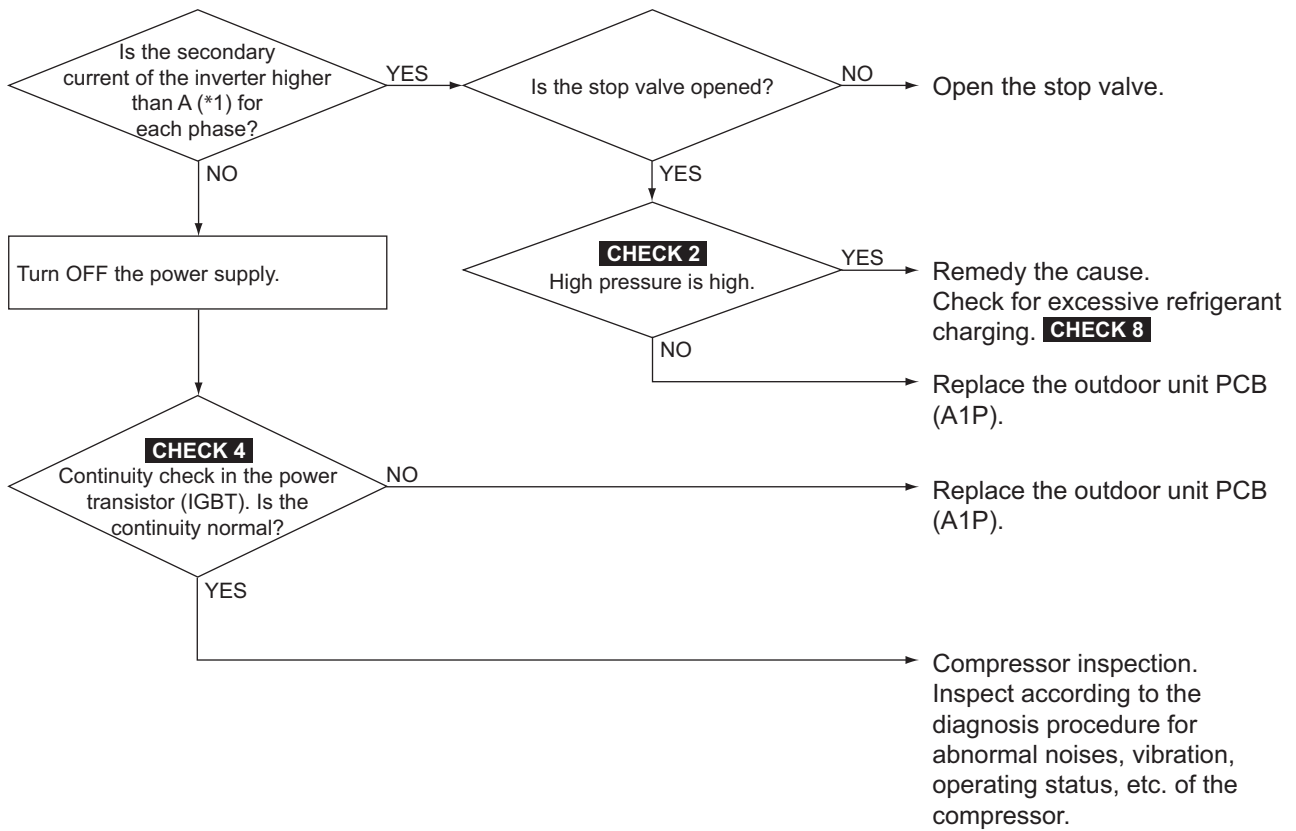 Is the secondary
current of the inverter higher
than A (*1) for
each phase?
YES
Is the stop valve opened?
NO
Open the stop valve.
NO
YES
Turn OFF the power supply.
CHECK 2
High pressure is high.
YES
Remedy the cause.
Check for excessive refrigerant
charging. CHECK 8
NO
Replace the outdoor unit PCB
(A1P).
CHECK 4
Continuity check in the power
transistor (IGBT). Is the
continuity normal?
NO
Replace the outdoor unit PCB
(A1P).
YES
Compressor inspection.
Inspect according to the
diagnosis procedure for
abnormal noises, vibration,
operating status, etc. of the
compressor.